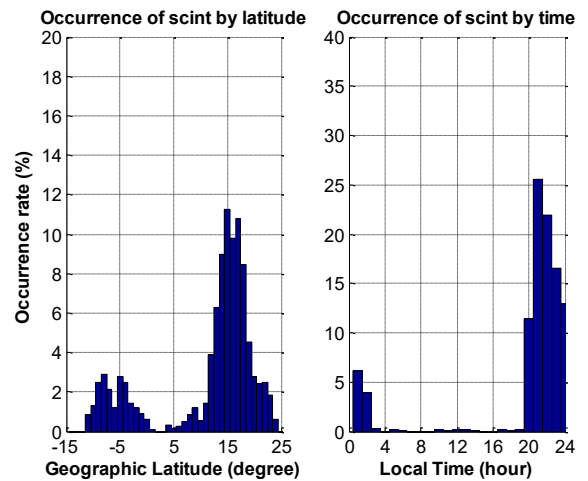 Occurrence of scint by latitude
20
18
16
14
12
10
8
6
4
2
0
-15 -5 5 15 25
Occurrence rate (%)
Geographic Latitude (degree)
Occurrence of scint by time
40
35
30
25
20
15
10
5
0
0 4 8 12 16 20 24
Local Time (hour)